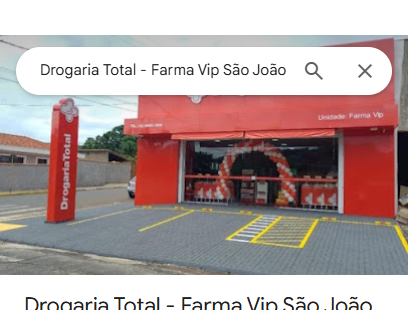 Drogaria Total - Farma Vip São João
Unidade: Farma Vip
DrogariaTotal
Drogaria Total - Farma Vip São João